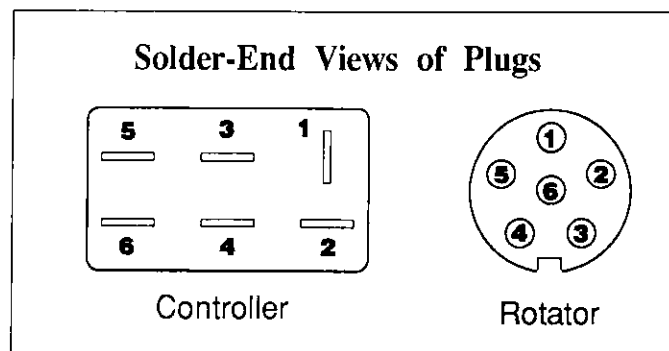 Solder-End Views of Plugs
5 3 1
6 4 2
Controller
1
5 2
6
4 3
Rotator